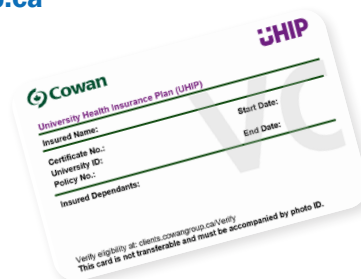 .ca
Cowan
UHIP
University Health Insurance Plan (UHIP)
Insured Name:
Start Date:
Certificate No.:
End Date:
University ID:
Policy No.:
Insured Dependants:
VC
Verify eligibility at: clients.cowangroup.ca/Verify
This card is not transferable and must be accompanied by photo ID.